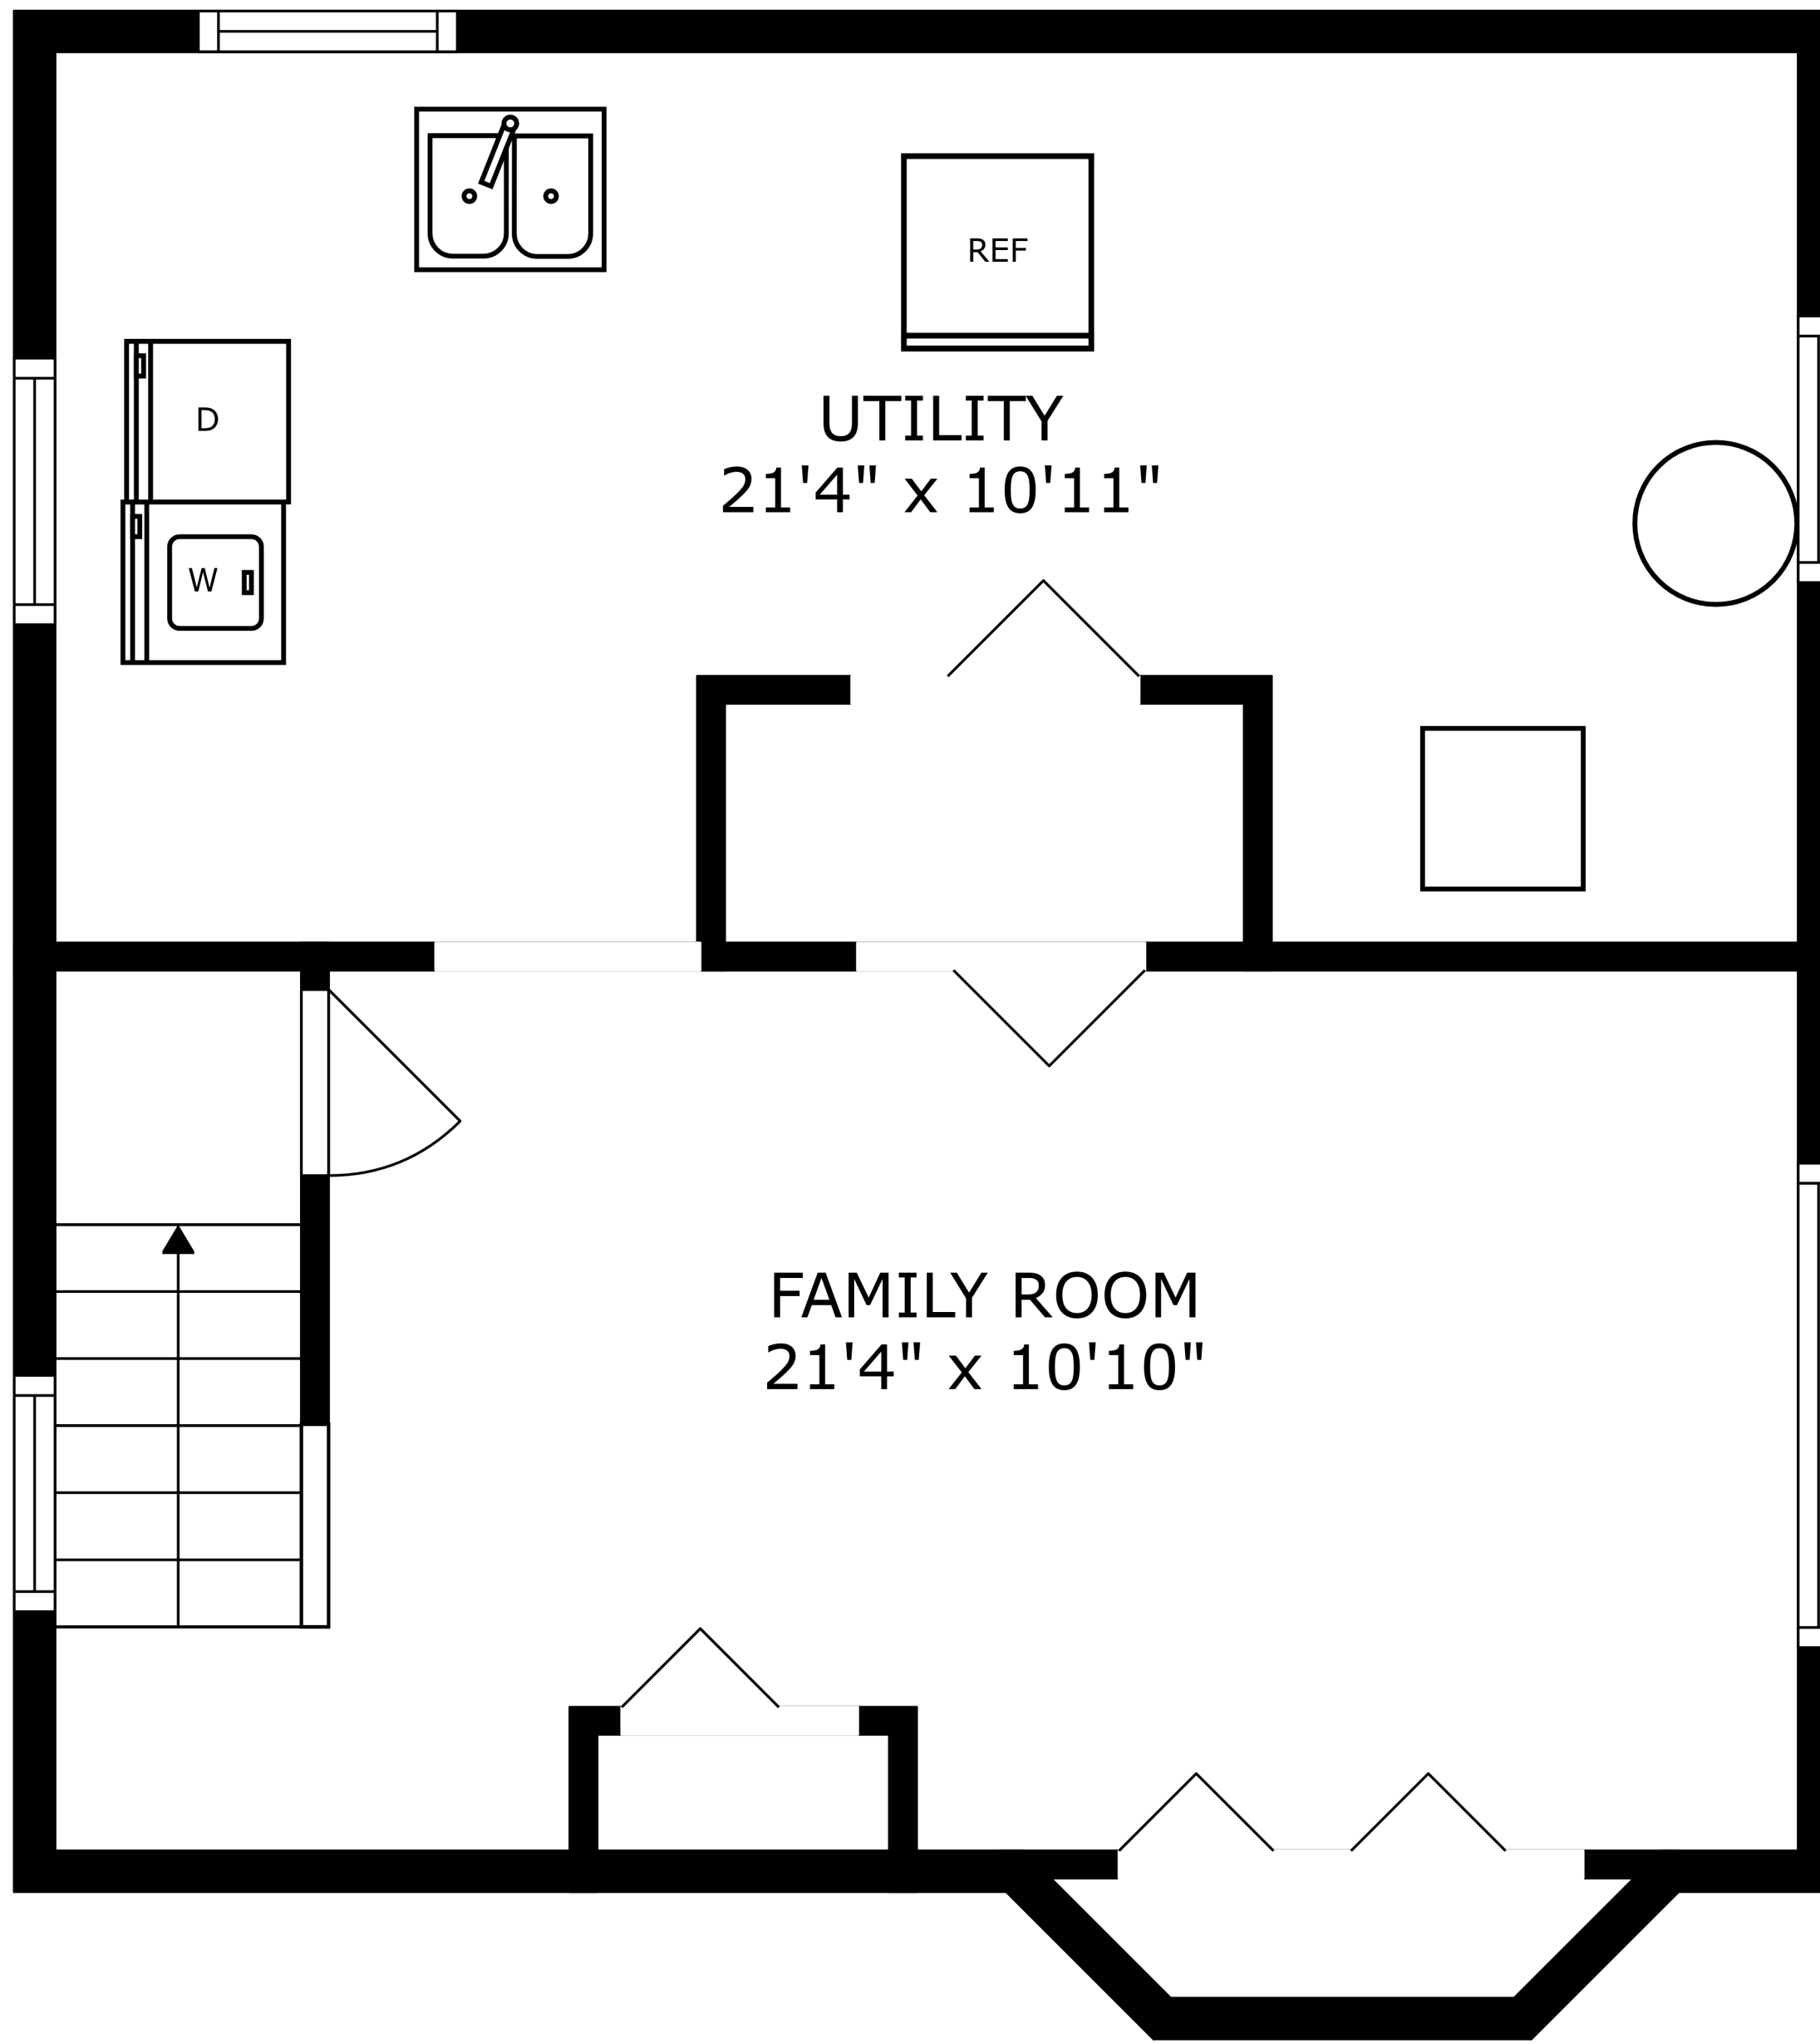 REF
UTILITY
21'4" x 10'11"
D
W
FAMILY ROOM
21'4" x 10'10"